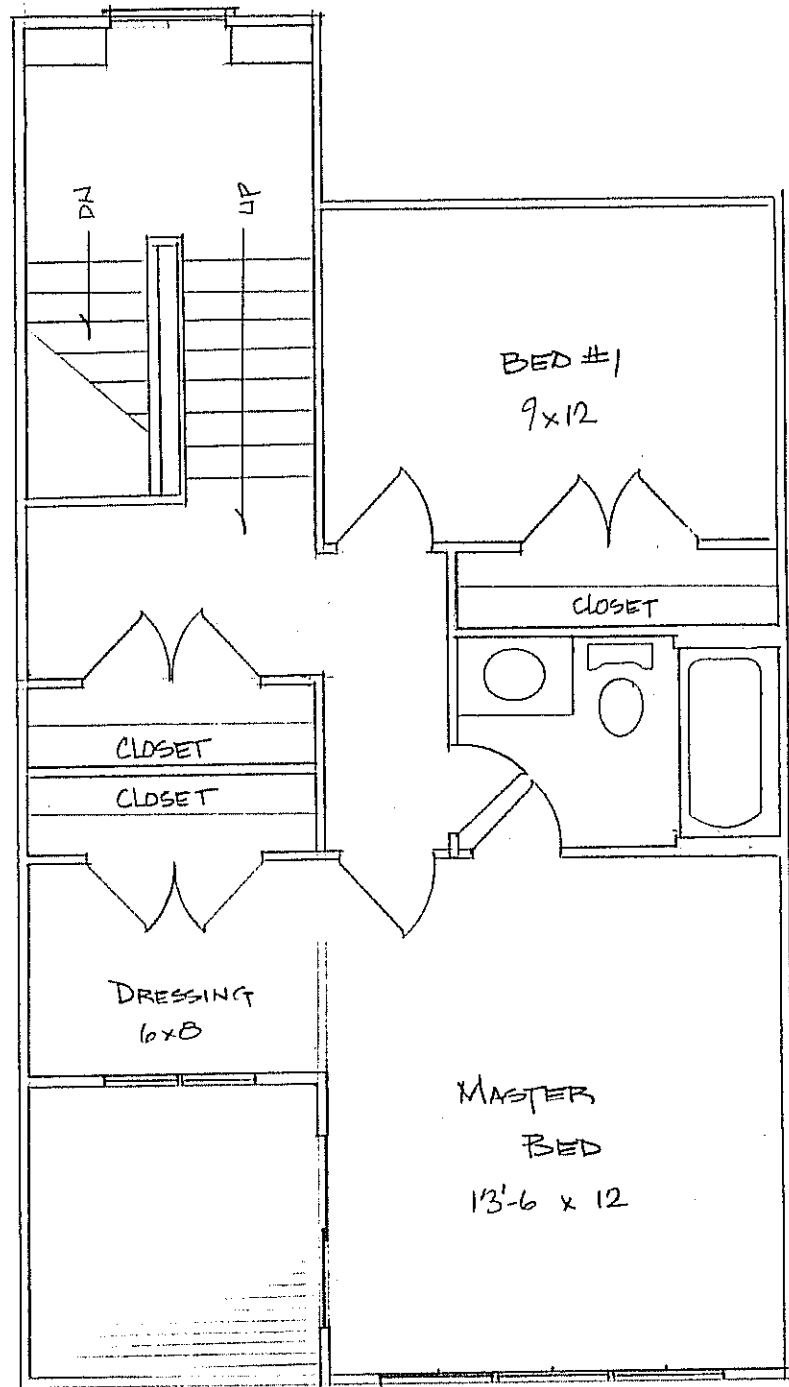 DN
UP
BED #1
9x12
CLOSET
CLOSET
CLOSET
DRESSING
6x8
MASTER
BED
13'-6 x 12